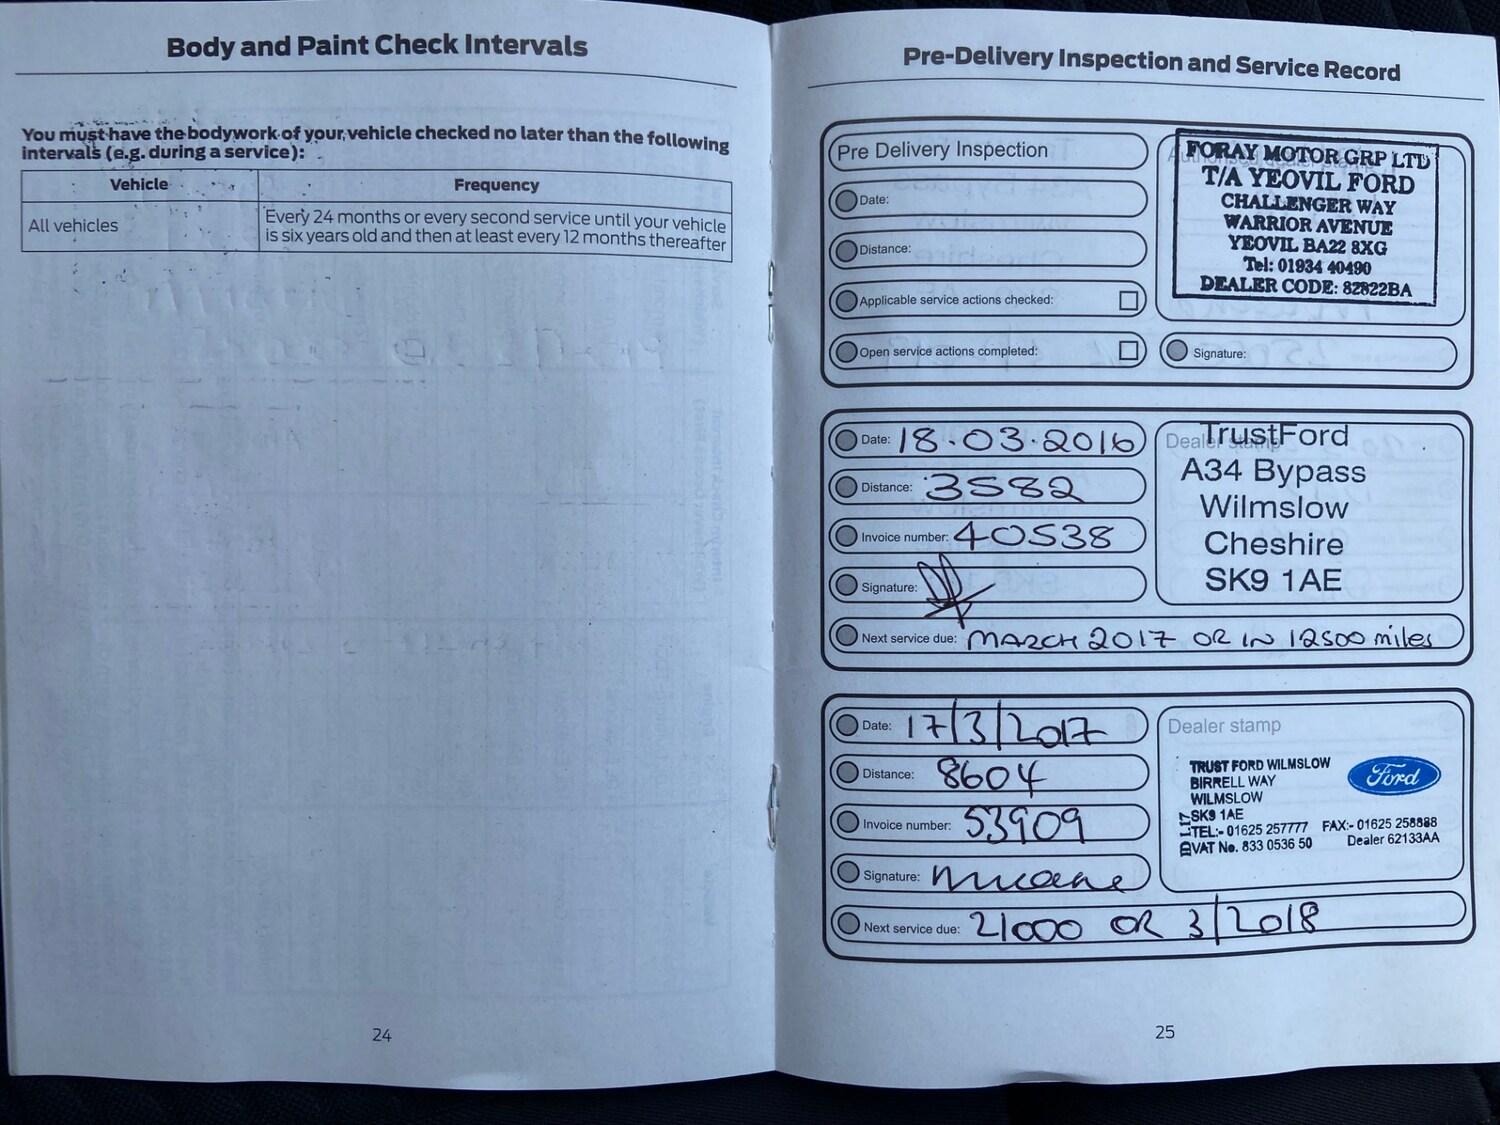 Body and Paint Check Intervals
You must have the bodywork of your vehicle checked no later than the following
intervals (e.g. during a service):
Vehicle Frequency
All vehicles
Every 24 months or every second service until your vehicle
is six years old and then at least every 12 months thereafter
24
Pre-Delivery Inspection and Service Record
Pre Delivery Inspection
Date:
Distance:
Applicable service actions checked:
Open service actions completed:
FORAY MOTOR GRP LTD
T/A YEOVIL FORD
CHALLENGER WAY
WARRIOR AVENUE
YEOVIL BA22 8XG
Tel: 01934 40490
DEALER CODE: 82822BA
Signature:
Date: 18.03.2016
Distance: 3582
Invoice number: 40538
Signature:
Next service due: MARCH 2017 OR IN 12500 miles
Dealer stamp
TrustFord
A34 Bypass
Wilmslow
Cheshire
SK9 1AE
Date: 17/3/2017
Distance: 8604
Invoice number: 53909
Signature:
Next service due: 21000 OR 3/2018
Dealer stamp
TRUST FORD WILMSLOW
BIRRELL WAY
WILMSLOW
SK9 1AE
TEL:- 01625 257777 FAX:- 01625 258888
VAT No. 833 0536 50 Dealer 62133AA
Ford
25